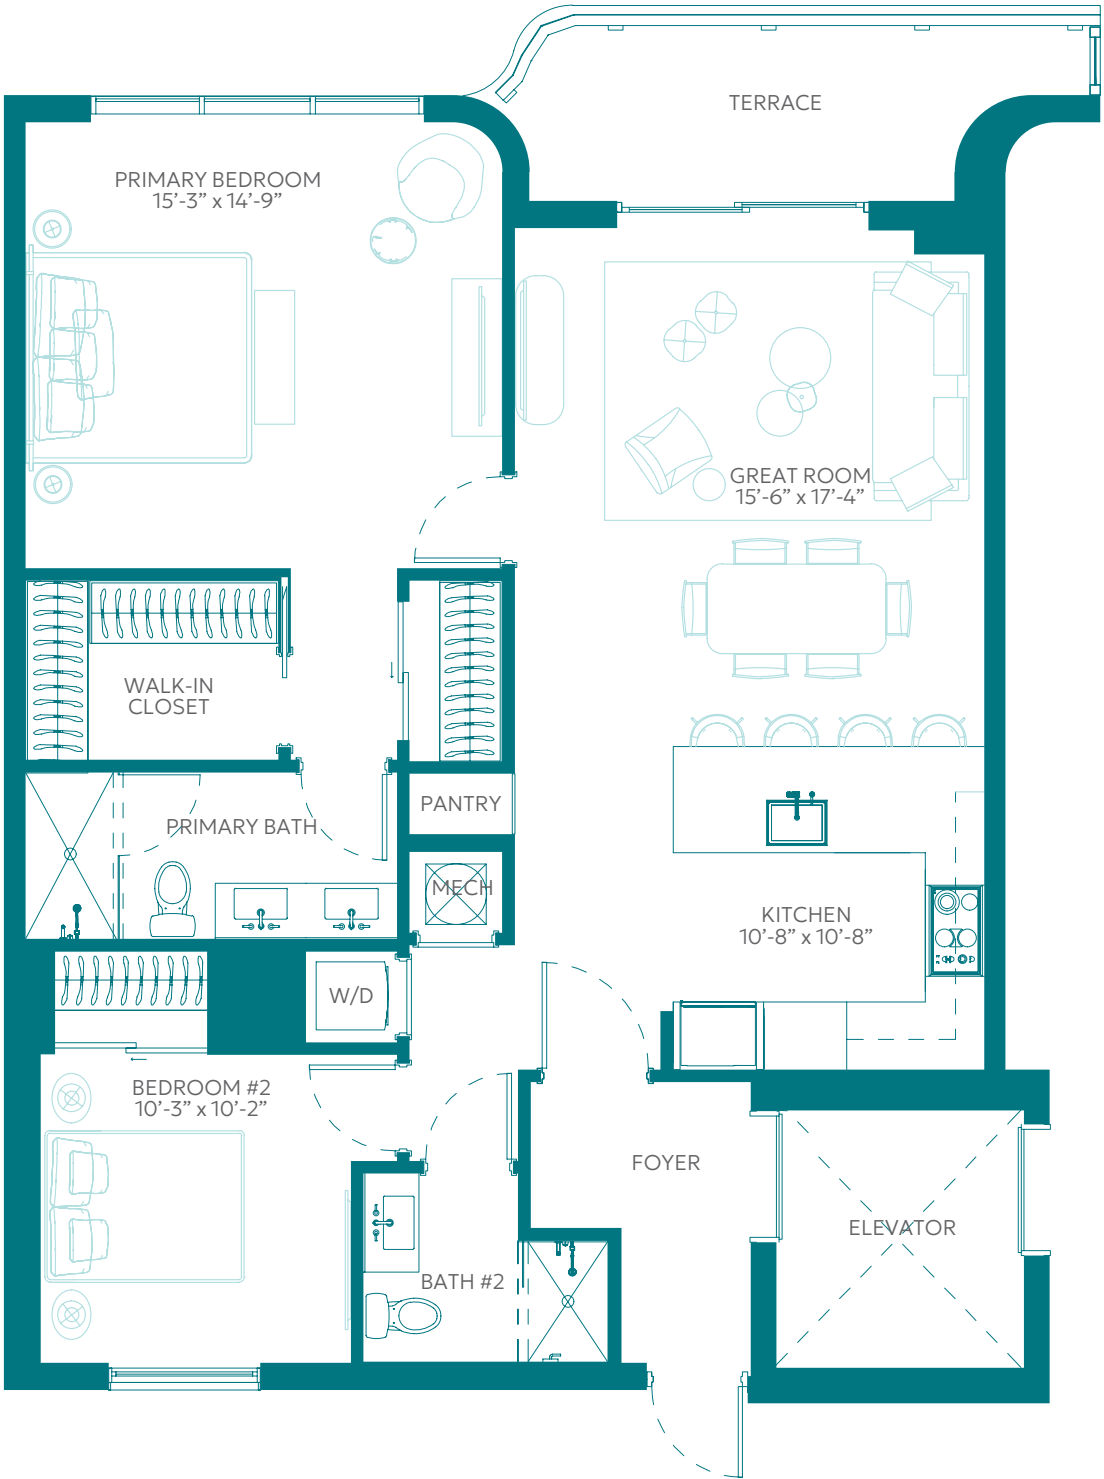 TERRACE
PRIMARY BEDROOM
15’-3” x 14’-9”
GREAT ROOM
15’-6” x 17’-4”
WALK-IN
CLOSET
PANTRY
PRIMARY BATH
MECH
KITCHEN
10’-8” x 10’-8”
W/D
BEDROOM #2
10’-3” x 10’-2”
FOYER
ELEVATOR
BATH #2